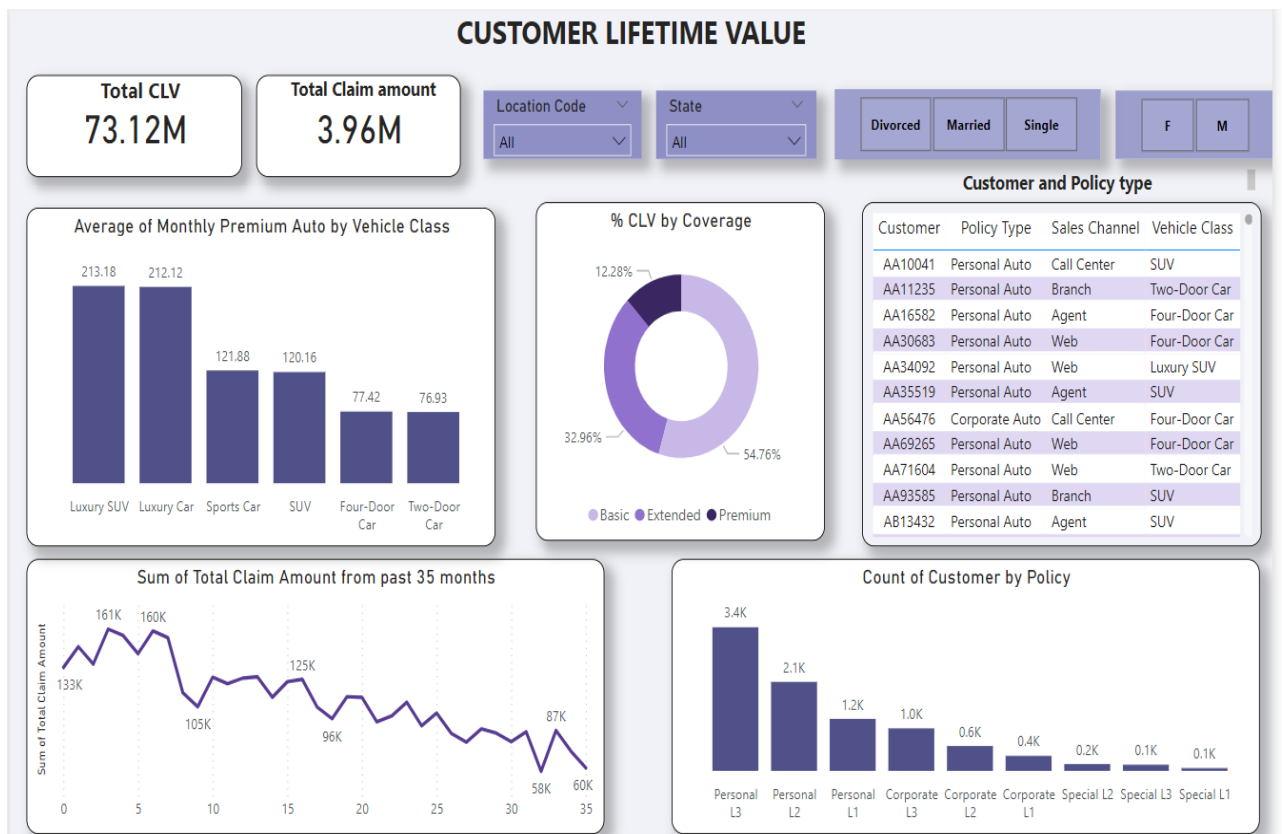 CUSTOMER LIFETIME VALUE
Total CLV
73.12M
Total Claim amount
3.96M
Location Code
All
State
All
Divorced Married Single
F M
Average of Monthly Premium Auto by Vehicle Class
213.18 212.12 121.88 120.16 77.42 76.93
Luxury SUV Luxury Car Sports Car SUV Four-Door Car Two-Door Car
% CLV by Coverage
12.28%
32.96%
54.76%
Basic Extended Premium
Customer and Policy type
Customer Policy Type Sales Channel Vehicle Class
AA10041 Personal Auto Call Center SUV
AA11235 Personal Auto Branch Two-Door Car
AA16582 Personal Auto Agent Four-Door Car
AA30683 Personal Auto Web Four-Door Car
AA34092 Personal Auto Web Luxury SUV
AA35519 Personal Auto Agent SUV
AA56476 Corporate Auto Call Center Four-Door Car
AA69265 Personal Auto Web Four-Door Car
AA71604 Personal Auto Web Two-Door Car
AA93585 Personal Auto Branch SUV
AB13432 Personal Auto Agent SUV
Sum of Total Claim Amount from past 35 months
Sum of Total Claim Amount
133K 161K 160K 105K 125K 96K 58K 87K 60K
0 5 10 15 20 25 30 35
Count of Customer by Policy
3.4K 2.1K 1.2K 1.0K 0.6K 0.4K 0.2K 0.1K 0.1K
Personal L3 Personal L2 Personal L1 Corporate L3 Corporate L2 Corporate L1 Special L2 Special L3 Special L1